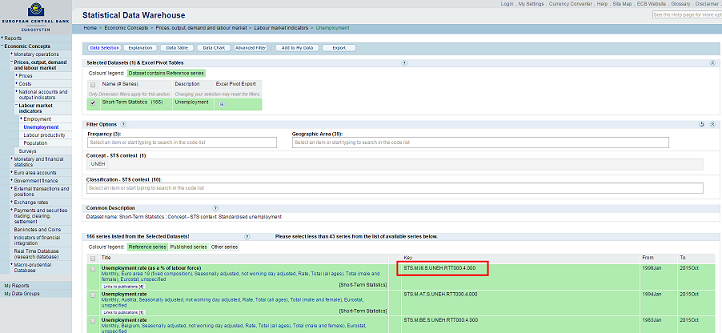 Login - My Settings - Currency Converter - Help - Site Map - ECB Website - Glossary - Disclaimer
EUROPEAN CENTRAL BANK
EUROSYSTEM
Statistical Data Warehouse
See the Help page for more
Home > Economic Concepts > Prices, output, demand and labour market > Labour market indicators > Unemployment
Reports
Economic Concepts
Monetary operations
Prices, output, demand and labour market
Prices
Costs
National accounts and output indicators
Labour market indicators
Employment
Unemployment
Labour productivity
Population
Surveys
Monetary and financial statistics
Euro area accounts
Government finance
External transactions and positions
Exchange rates
Payments and securities trading, clearing, settlement
Banknotes and Coins
Indicators of financial integration
Real Time Database (research database)
Macro-prudential Database
My Reports
My Data Groups
Data Selection
Explanation
Data Table
Data Chart
Advanced Filter
Add to My Data
Export
Selected Datasets (1) & Excel Pivot Tables
Colours' legend: Dataset contains Reference series
Name (# Series) Description Excel Pivot Export
Only Dimension filters apply for this section. Changing your selection may reset the filters.
Short-Term Statistics (166) Unemployment
Filter Options
Frequency (3): Geographic Area (38):
Select an item or start typing to search in the code list
Select an item or start typing to search in the code list
Concept - STS context (1)
UNEH
Classification - STS context (10):
Select an item or start typing to search in the code list
Common Description
Dataset name: Short-Term Statistics ; Concept - STS context: Standardised unemployment
166 series listed from the Selected Datasets! Please select less than 43 series from the list of available series below.
Colours' legend: Reference series Published series Other series
Title Key From To
Unemployment rate (as a % of labour force) STS.M.I8.S.UNEH.RTT000.4.000 1998Jan 2015Oct
Monthly, Euro area 19 (fixed composition), Seasonally adjusted, not working day adjusted, Rate, Total (all ages), Total (male and female), Eurostat, unspecified
Links to publications [4] [Short-Term Statistics]
Unemployment rate STS.M.AT.S.UNEH.RTT000.4.000 1994Jan 2015Oct
Monthly, Austria, Seasonally adjusted, not working day adjusted, Rate, Total (all ages), Total (male and female), Eurostat, unspecified
[Short-Term Statistics]
Unemployment rate STS.M.BE.S.UNEH.RTT000.4.000 1983Jan 2015Oct
Monthly, Belgium, Seasonally adjusted, not working day adjusted, Rate, Total (all ages), Total (male and female), Eurostat, unspecified